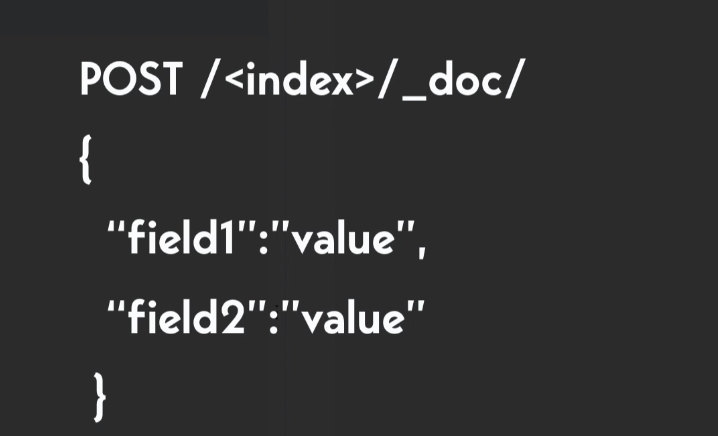 POST /<index>/_doc/
{
“field1":"value",
“field2":"value"
}